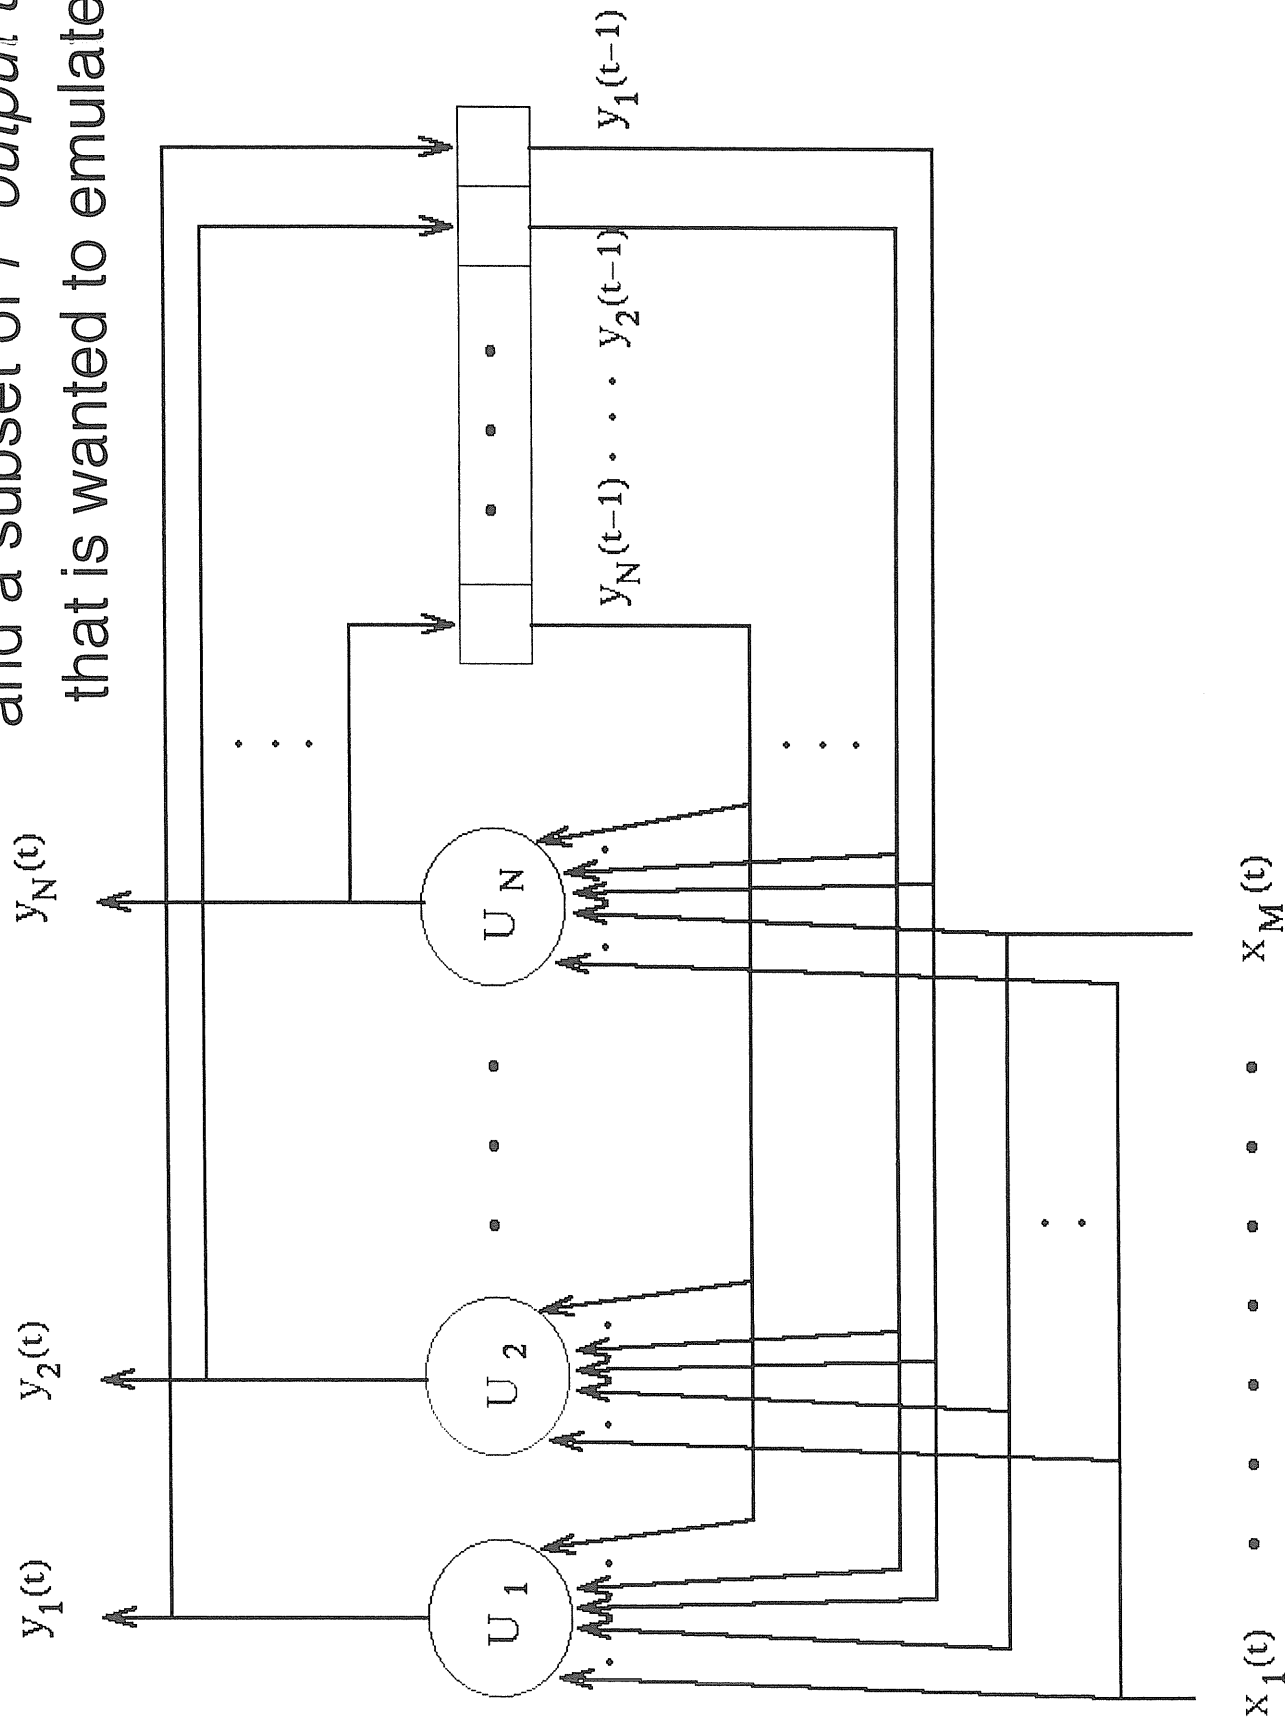 and a subset of
that is wanted to emulate
y1(t) y2(t) yN(t)
U1 U2 UN
yN(t−1) • • • y2(t−1) y1(t−1)
x1(t) xM(t)